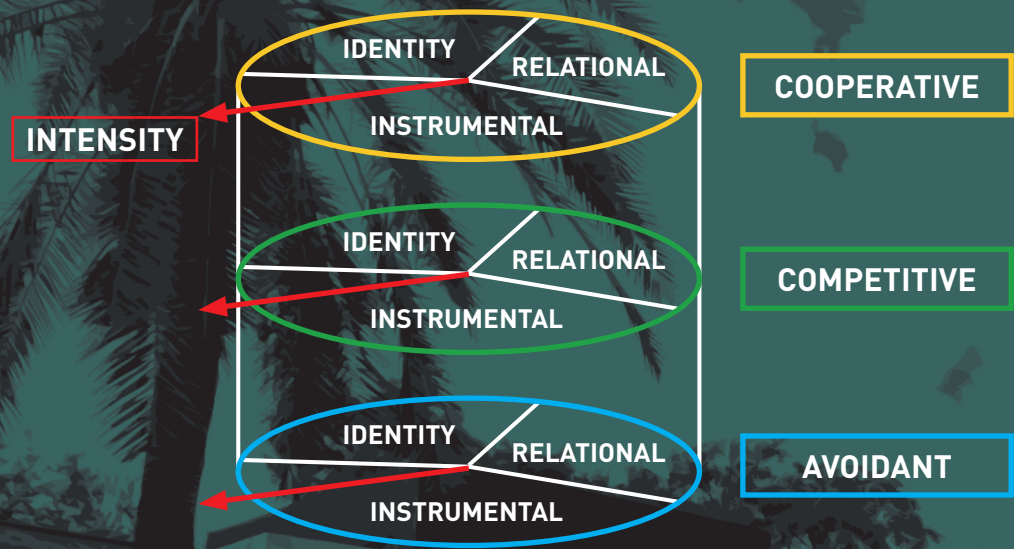 IDENTITY
RELATIONAL
INSTRUMENTAL
COOPERATIVE
INTENSITY
IDENTITY
RELATIONAL
INSTRUMENTAL
COMPETITIVE
IDENTITY
RELATIONAL
INSTRUMENTAL
AVOIDANT